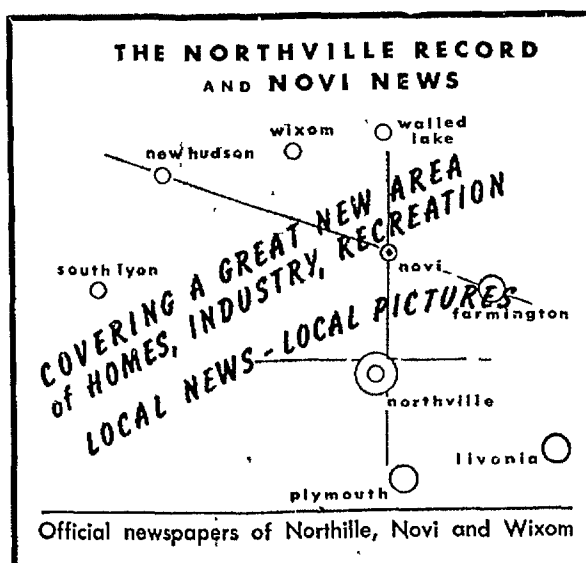 THE NORTHVILLE RECORD
AND NOVI NEWS
wixom
walled
lake
new hudson
COVERING A GREAT NEW AREA
of HOMES, INDUSTRY, RECREATION
south lyon
novi
LOCAL NEWS - LOCAL PICTURES
farmington
northville
livonia
plymouth
Official newspapers of Northille, Novi and Wixom